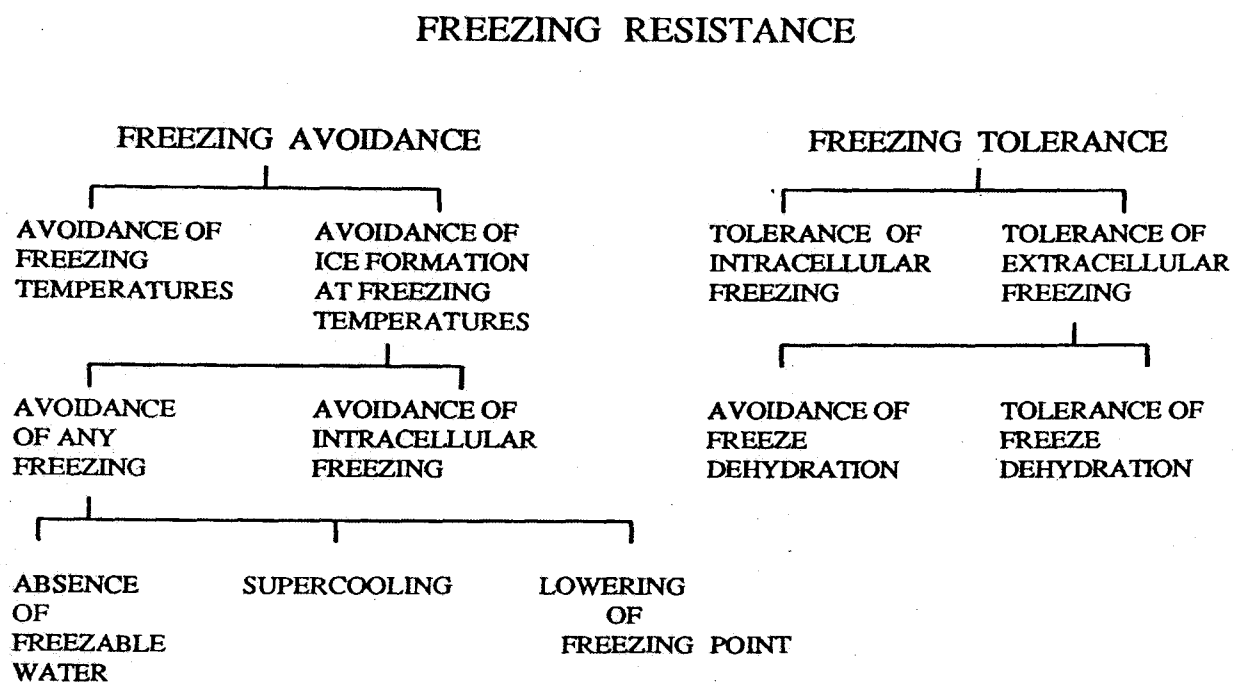 FREEZING RESISTANCE
FREEZING AVOIDANCE
FREEZING TOLERANCE
AVOIDANCE OF
FREEZING
TEMPERATURES
AVOIDANCE OF
ICE FORMATION
AT FREEZING
TEMPERATURES
TOLERANCE OF
INTRACELLULAR
FREEZING
TOLERANCE OF
EXTRACELLULAR
FREEZING
AVOIDANCE
OF ANY
FREEZING
AVOIDANCE OF
INTRACELLULAR
FREEZING
AVOIDANCE OF
FREEZE
DEHYDRATION
TOLERANCE OF
FREEZE
DEHYDRATION
ABSENCE
OF
FREEZABLE
WATER
SUPERCOOLING
LOWERING
OF
FREEZING POINT